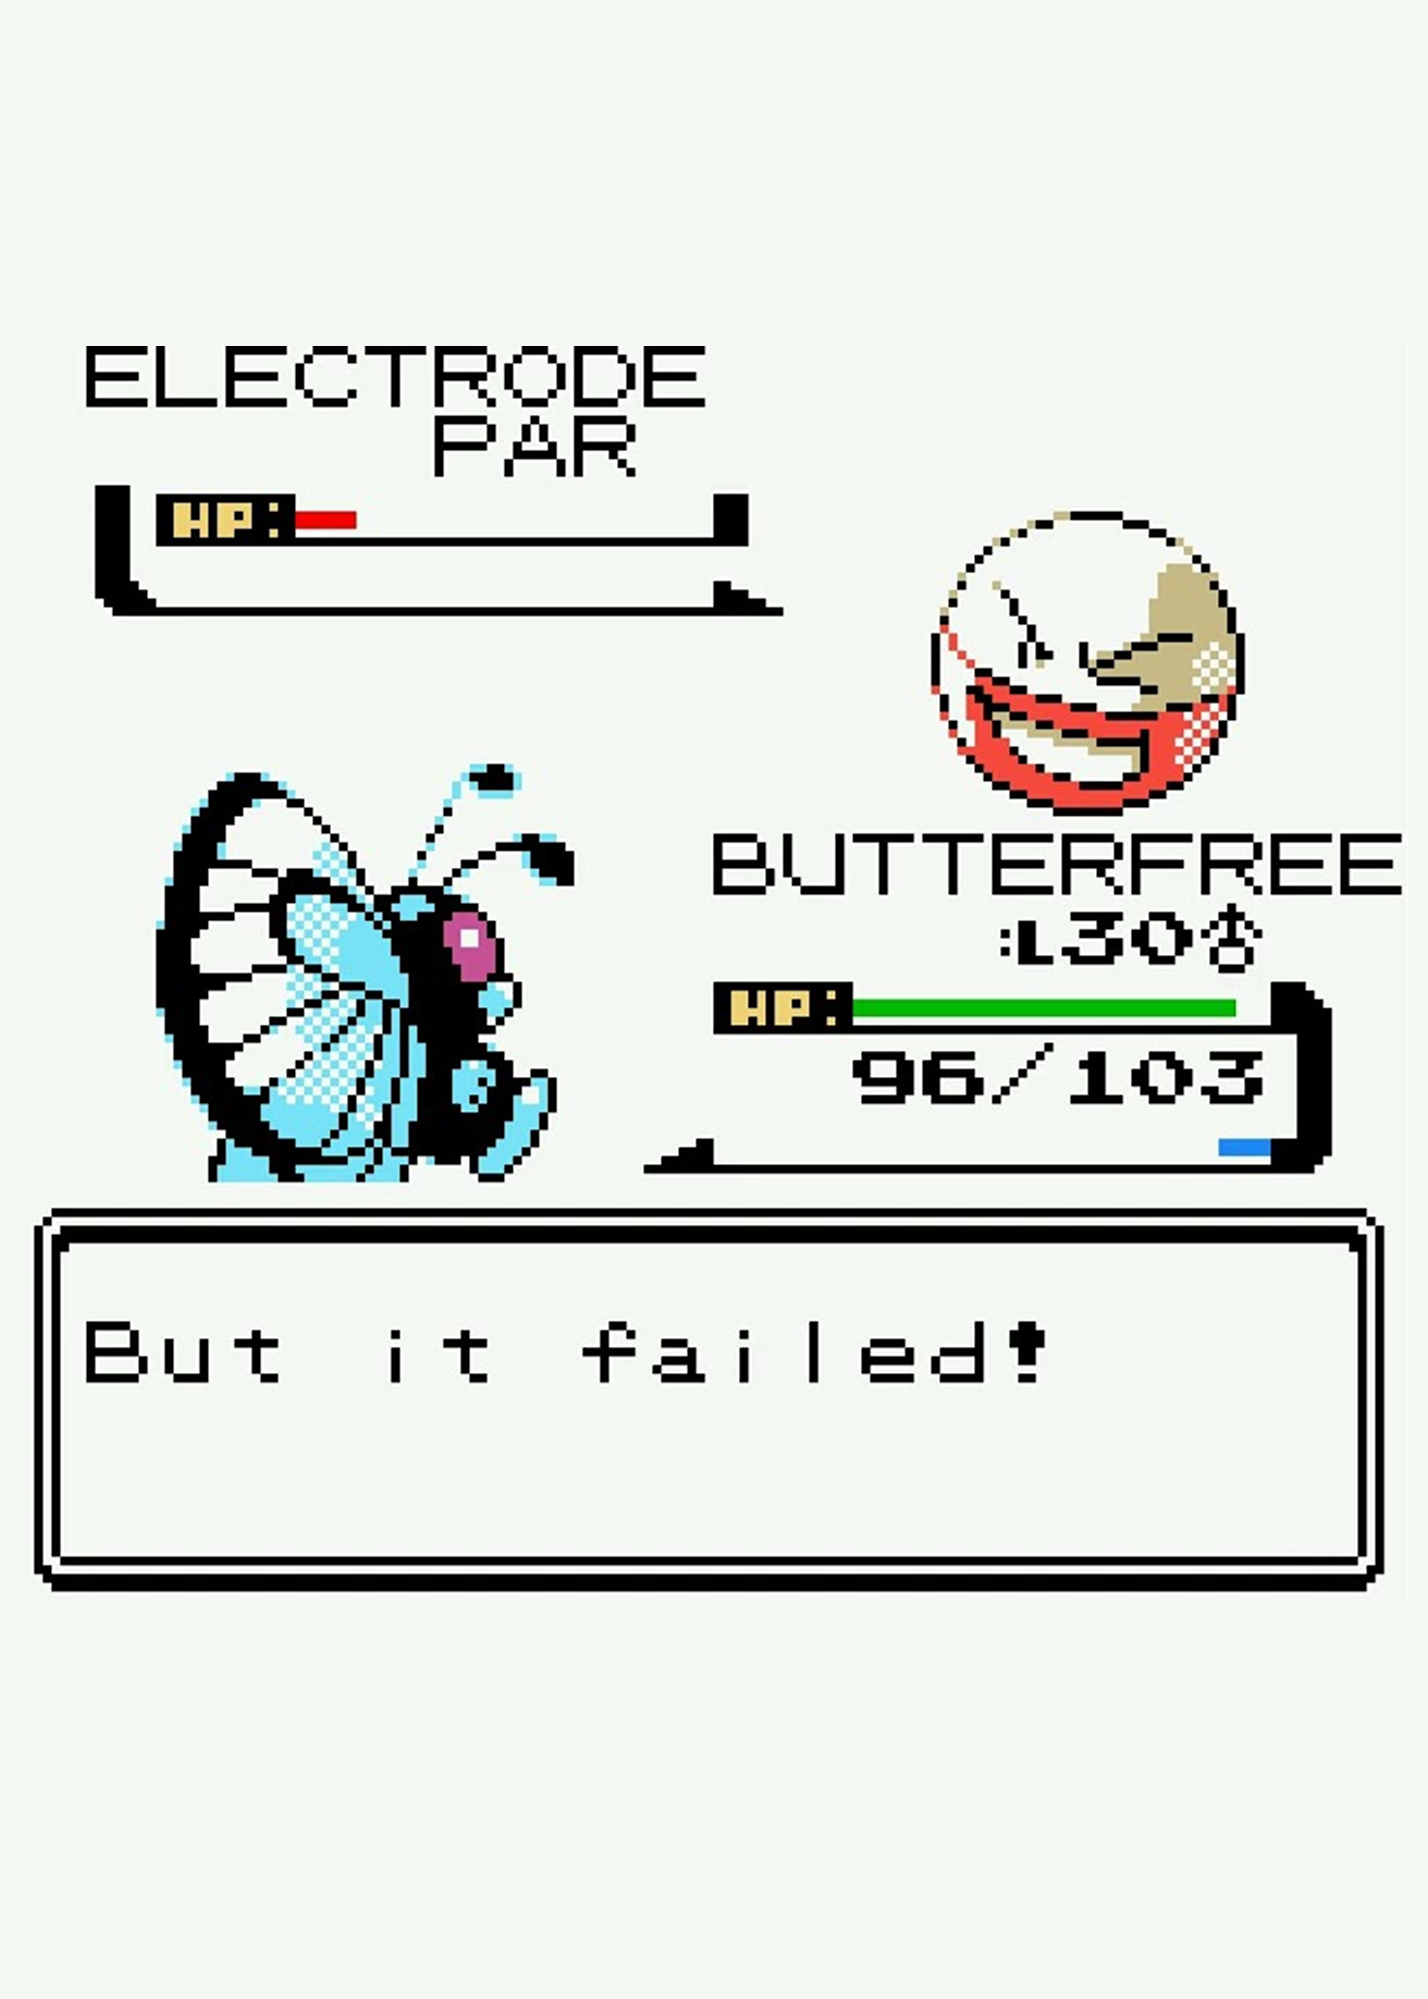 ELECTRODE
PAR
HP:
BUTTERFREE
:L30♂
HP:
96/103
But it failed!